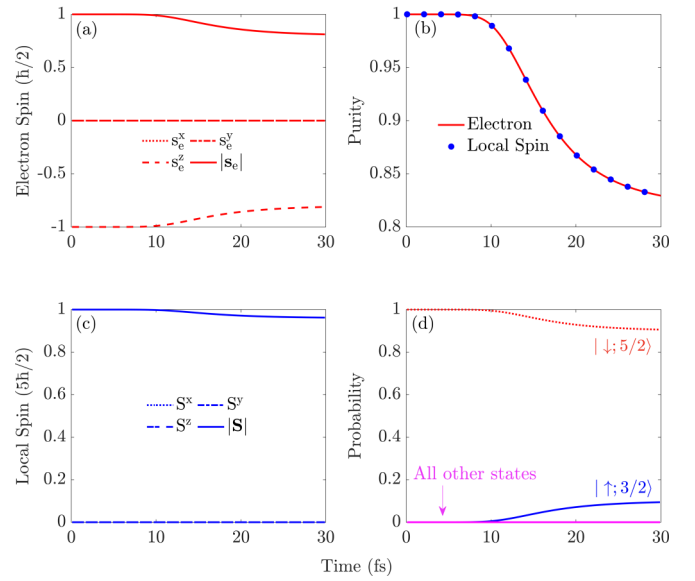 (a)
Electron Spin (ħ/2)
1
0.5
0
-0.5
-1
s_e^x s_e^y
s_e^z |s_e|
0 10 20 30
(b)
Purity
1
0.95
0.9
0.85
0.8
Electron
Local Spin
0 10 20 30
(c)
Local Spin (5ħ/2)
1
0.8
0.6
0.4
0.2
0
S^x S^y
S^z |S|
0 10 20 30
Time (fs)
(d)
Probability
1
0.8
0.6
0.4
0.2
0
|↓;5/2⟩
All other states
|↑;3/2⟩
0 10 20 30
Time (fs)